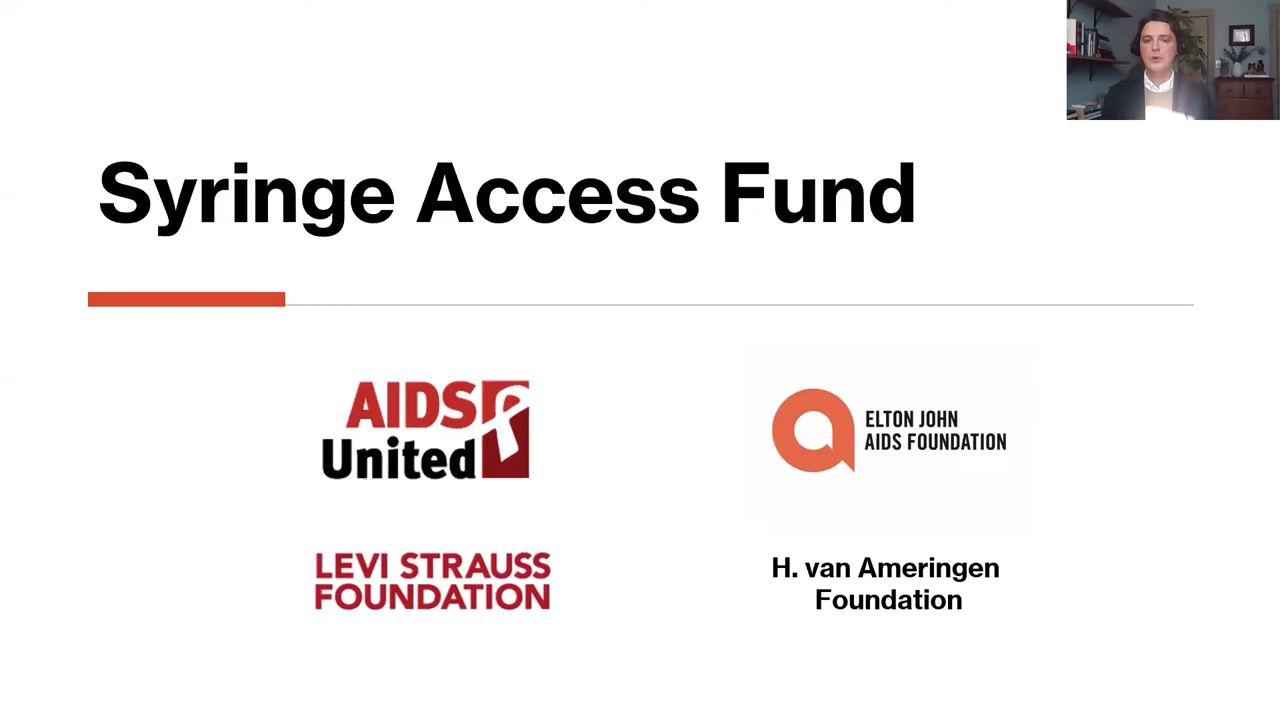 Syringe Access Fund
AIDS
United
ELTON JOHN
AIDS FOUNDATION
LEVI STRAUSS
FOUNDATION
H. van Ameringen
Foundation